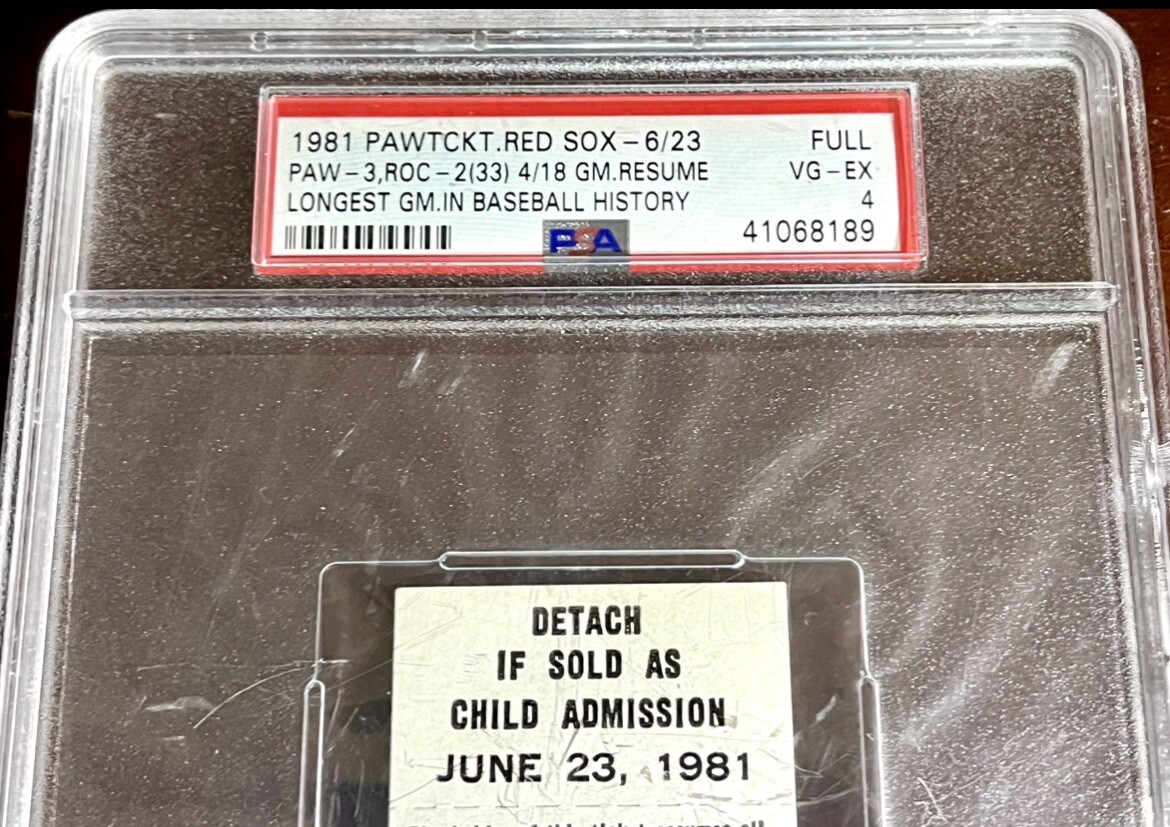 1981 PAWTCKT.RED SOX-6/23 FULL
PAW-3,ROC-2(33) 4/18 GM.RESUME VG-EX
LONGEST GM.IN BASEBALL HISTORY 4
PSA 41068189
DETACH
IF SOLD AS
CHILD ADMISSION
JUNE 23, 1981